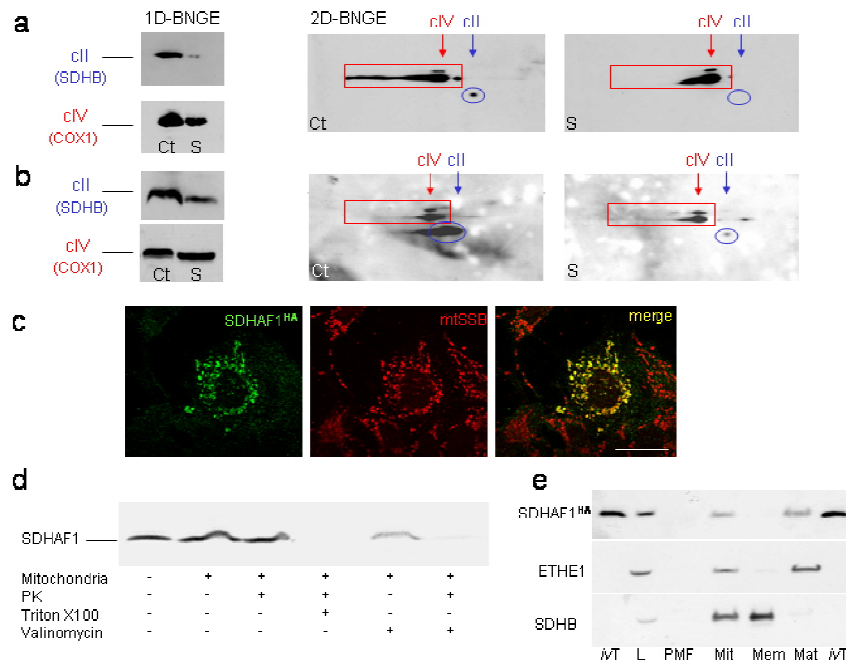 a
1D-BNGE
2D-BNGE
cII
(SDHB)
cIV
(COX1)
Ct S
cIV cII
Ct
cIV cII
S
b
cII
(SDHB)
cIV
(COX1)
Ct S
cIV cII
Ct
cIV cII
S
c
SDHAF1HA
mtSSB
merge
d
SDHAF1
Mitochondria - + + + + +
PK - - + + - +
Triton X100 - - - + - -
Valinomycin - - - - + +
e
SDHAF1HA
ETHE1
SDHB
ivT L PMF Mit Mem Mat ivT